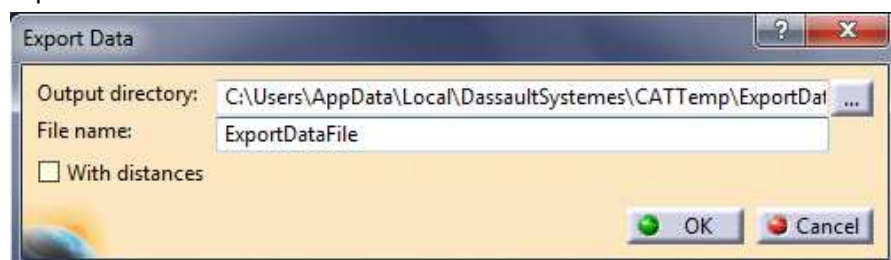 Export Data
Output directory: C:\Users\AppData\Local\DassaultSystemes\CATTemp\ExportDat ...
File name: ExportDataFile
With distances
OK Cancel